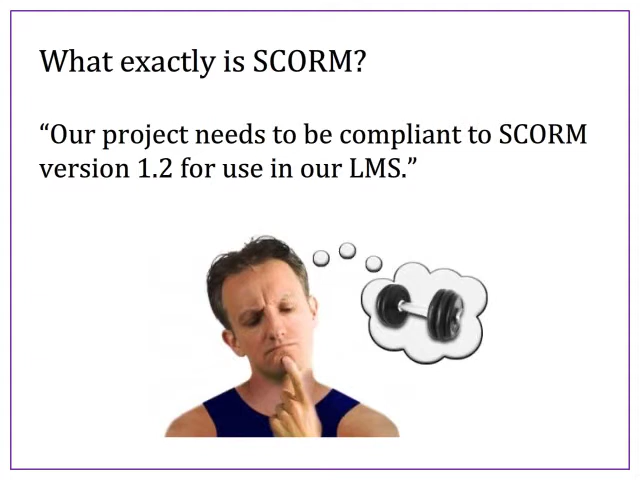 What exactly is SCORM?
“Our project needs to be compliant to SCORM
version 1.2 for use in our LMS.”